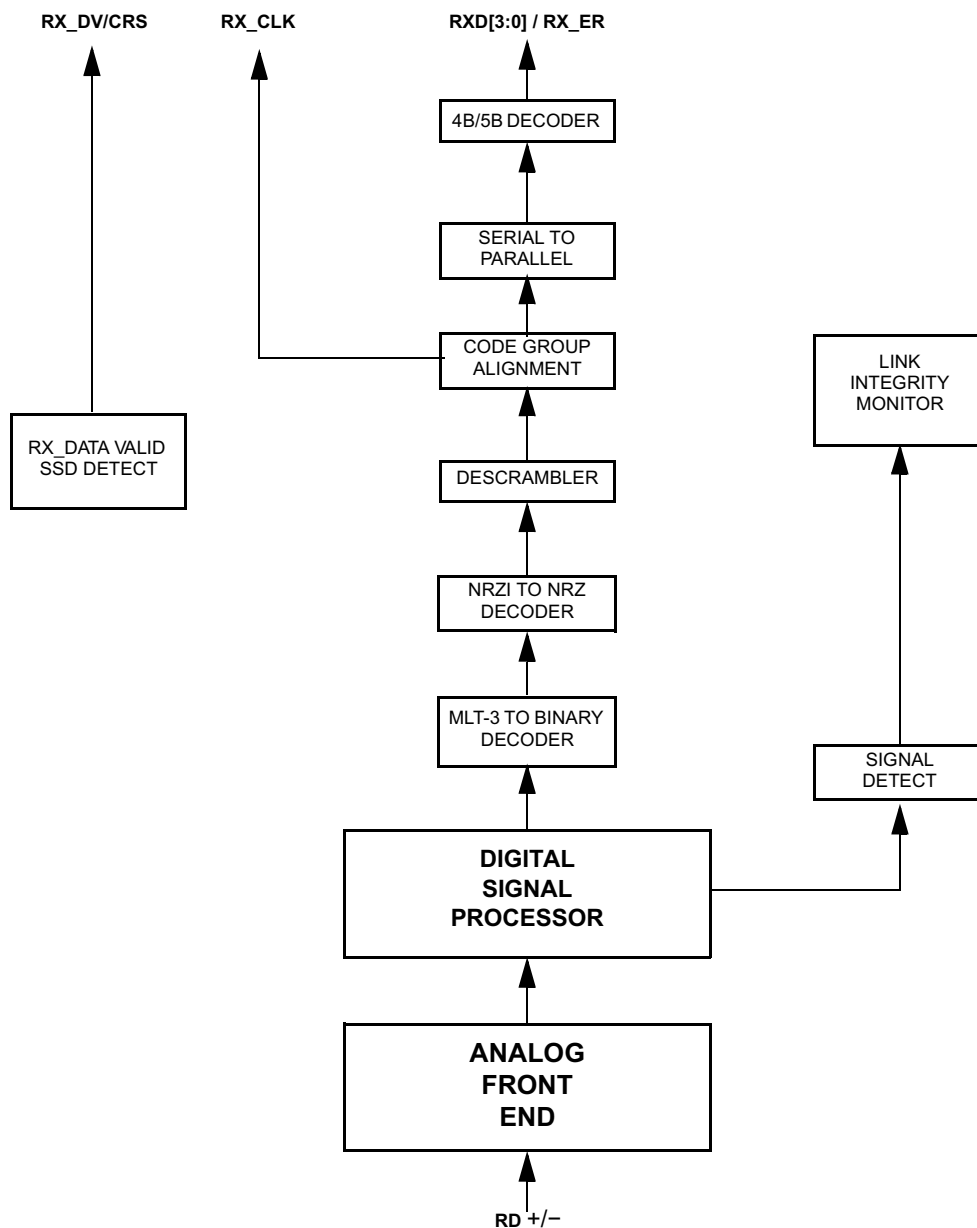 RX_DV/CRS
RX_CLK
RXD[3:0] / RX_ER
4B/5B DECODER
SERIAL TO
PARALLEL
CODE GROUP
ALIGNMENT
LINK
INTEGRITY
MONITOR
RX_DATA VALID
SSD DETECT
DESCRAMBLER
NRZI TO NRZ
DECODER
MLT-3 TO BINARY
DECODER
SIGNAL
DETECT
DIGITAL
SIGNAL
PROCESSOR
ANALOG
FRONT
END
RD +/−